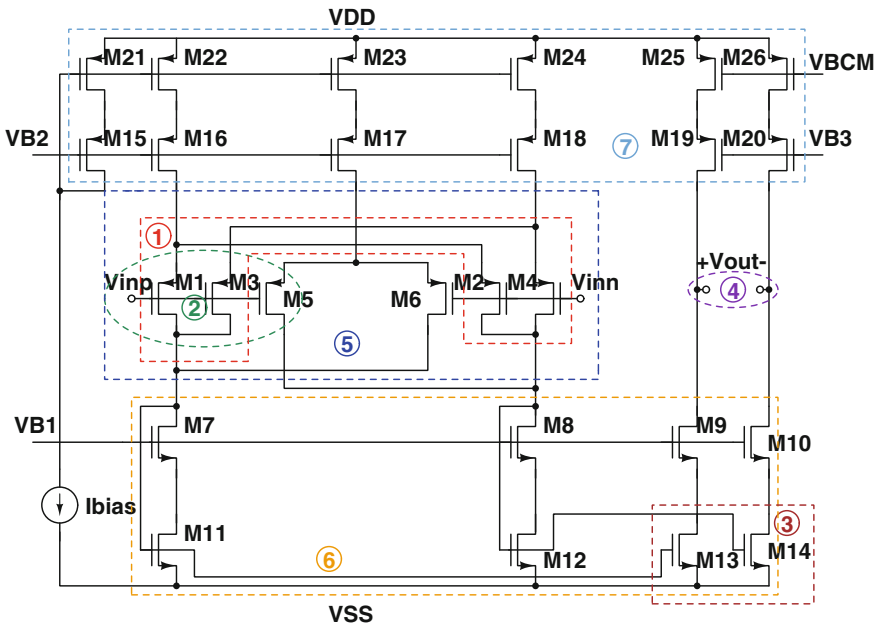 VDD
M21 M22 M23 M24 M25 M26 VBCM
VB2 M15 M16 M17 M18 M19 M20 VB3
7
1
+Vout-
Vinp M1 M3 M5 M6 M2 M4 Vinn
2 4
5
VB1 M7 M8 M9 M10
Ibias M11 M12 M13 M14
3
6
VSS